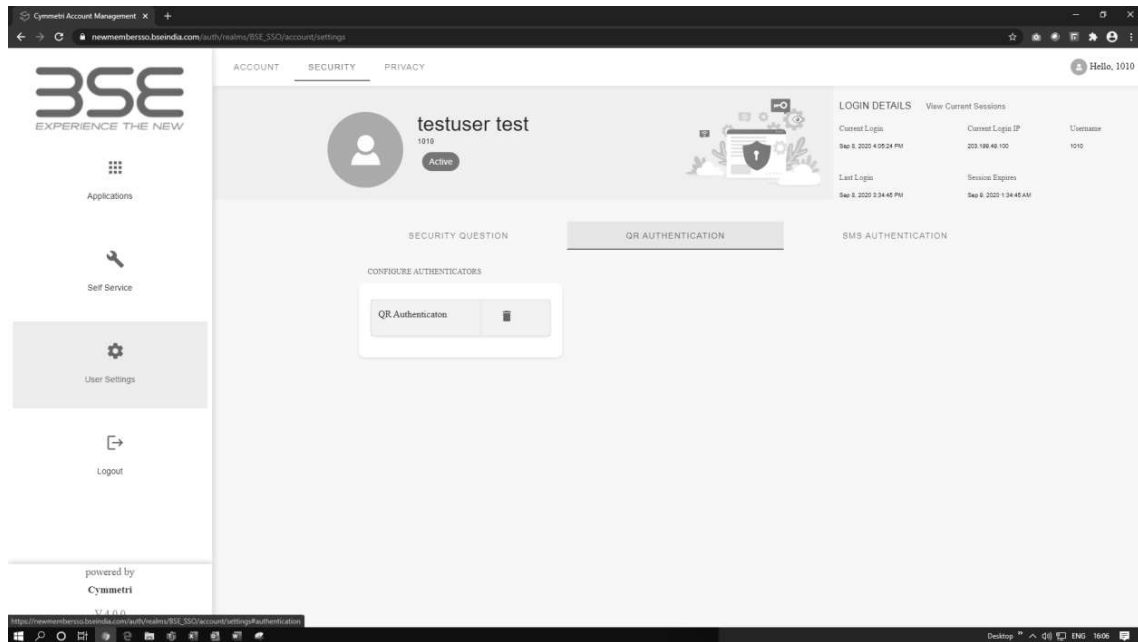 Cymmetri Account Management
newmembersso.bseindia.com/auth/realms/BSE_SSO/account/settings
BSE
EXPERIENCE THE NEW
Applications
Self Service
User Settings
Logout
powered by
Cymmetri
V 4.0.0
ACCOUNT SECURITY PRIVACY
Hello, 1010
testuser test
1010
Active
LOGIN DETAILS View Current Sessions
Current Login Current Login IP Username
Sep 8, 2020 4:05:24 PM 203.199.49.100 1010
Last Login Session Expires
Sep 8, 2020 3:34:45 PM Sep 9, 2020 1:34:45 AM
SECURITY QUESTION QR AUTHENTICATION SMS AUTHENTICATION
CONFIGURE AUTHENTICATORS
QR Authenticaton
https://newmembersso.bseindia.com/auth/realms/BSE_SSO/account/settings#authentication
Desktop ENG 1606